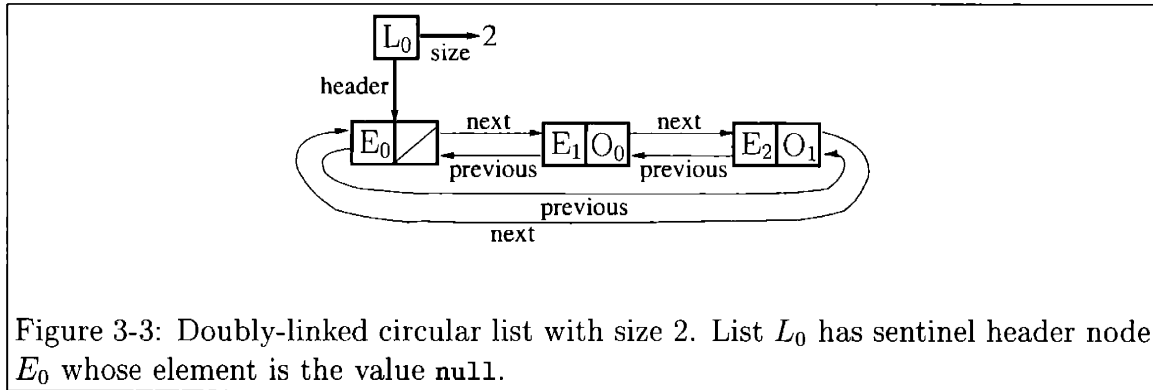 L0 size 2
header
E0 next E1 O0 next E2 O1
previous previous
previous
next
Figure 3-3: Doubly-linked circular list with size 2. List L0 has sentinel header node
E0 whose element is the value null.